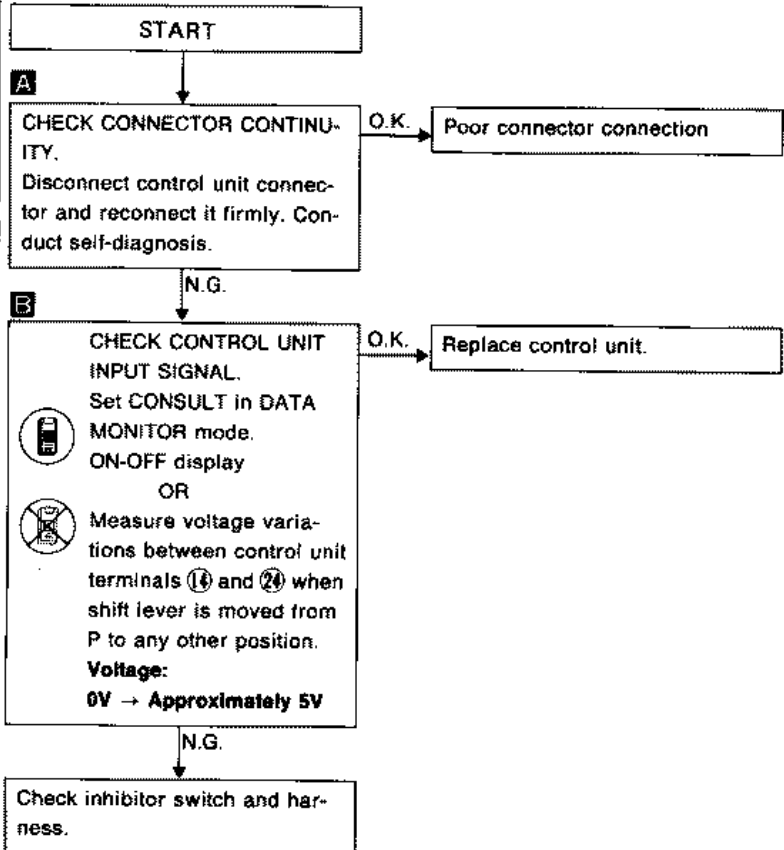 START
A
CHECK CONNECTOR CONTINU-
ITY.
Disconnect control unit connec-
tor and reconnect it firmly. Con-
duct self-diagnosis.
O.K.
Poor connector connection
N.G.
B
CHECK CONTROL UNIT
INPUT SIGNAL.
Set CONSULT in DATA
MONITOR mode.
ON-OFF display
OR
Measure voltage varia-
tions between control unit
terminals ⑭ and ㉔ when
shift lever is moved from
P to any other position.
Voltage:
0V → Approximately 5V
O.K.
Replace control unit.
N.G.
Check inhibitor switch and har-
ness.